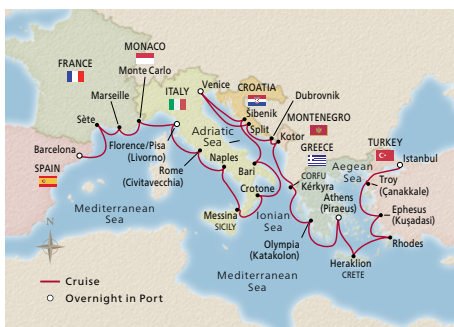 FRANCE
MONACO
Monte Carlo
Marseille
Sète
Barcelona
SPAIN
ITALY
Venice
CROATIA
Dubrovnik
Šibenik
Split
MONTENEGRO
Kotor
Florence/Pisa
(Livorno)
Adriatic
Sea
Rome
(Civitavecchia)
Naples
Bari
Crotone
GREECE
TURKEY
Istanbul
Aegean
Sea
CORFU
Kérkyra
Troy
(Çanakkale)
Athens
(Piraeus)
Ephesus
(Kuşadasi)
Mediterranean
Sea
Messina
SICILY
Ionian
Sea
Olympia
(Katakolon)
Rhodes
Heraklion
CRETE
Mediterranean
Sea
N
Cruise
Overnight in Port